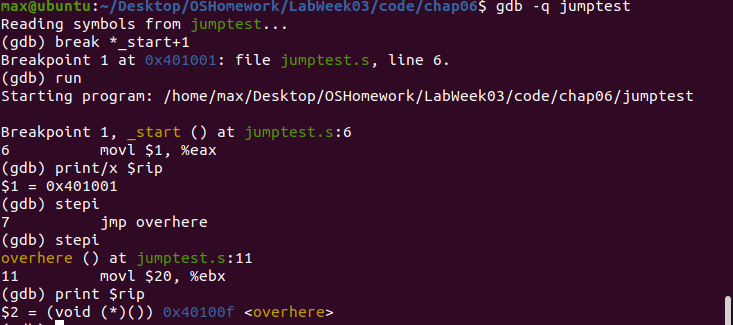 max@ubuntu:~/Desktop/OSHomework/LabWeek03/code/chap06$ gdb -q jumptest
Reading symbols from jumptest...
(gdb) break *_start+1
Breakpoint 1 at 0x401001: file jumptest.s, line 6.
(gdb) run
Starting program: /home/max/Desktop/OSHomework/LabWeek03/code/chap06/jumptest
Breakpoint 1, _start () at jumptest.s:6
6 movl $1, %eax
(gdb) print/x $rip
$1 = 0x401001
(gdb) stepi
7 jmp overhere
(gdb) stepi
overhere () at jumptest.s:11
11 movl $20, %ebx
(gdb) print $rip
$2 = (void (*)()) 0x40100f <overhere>
(gdb)